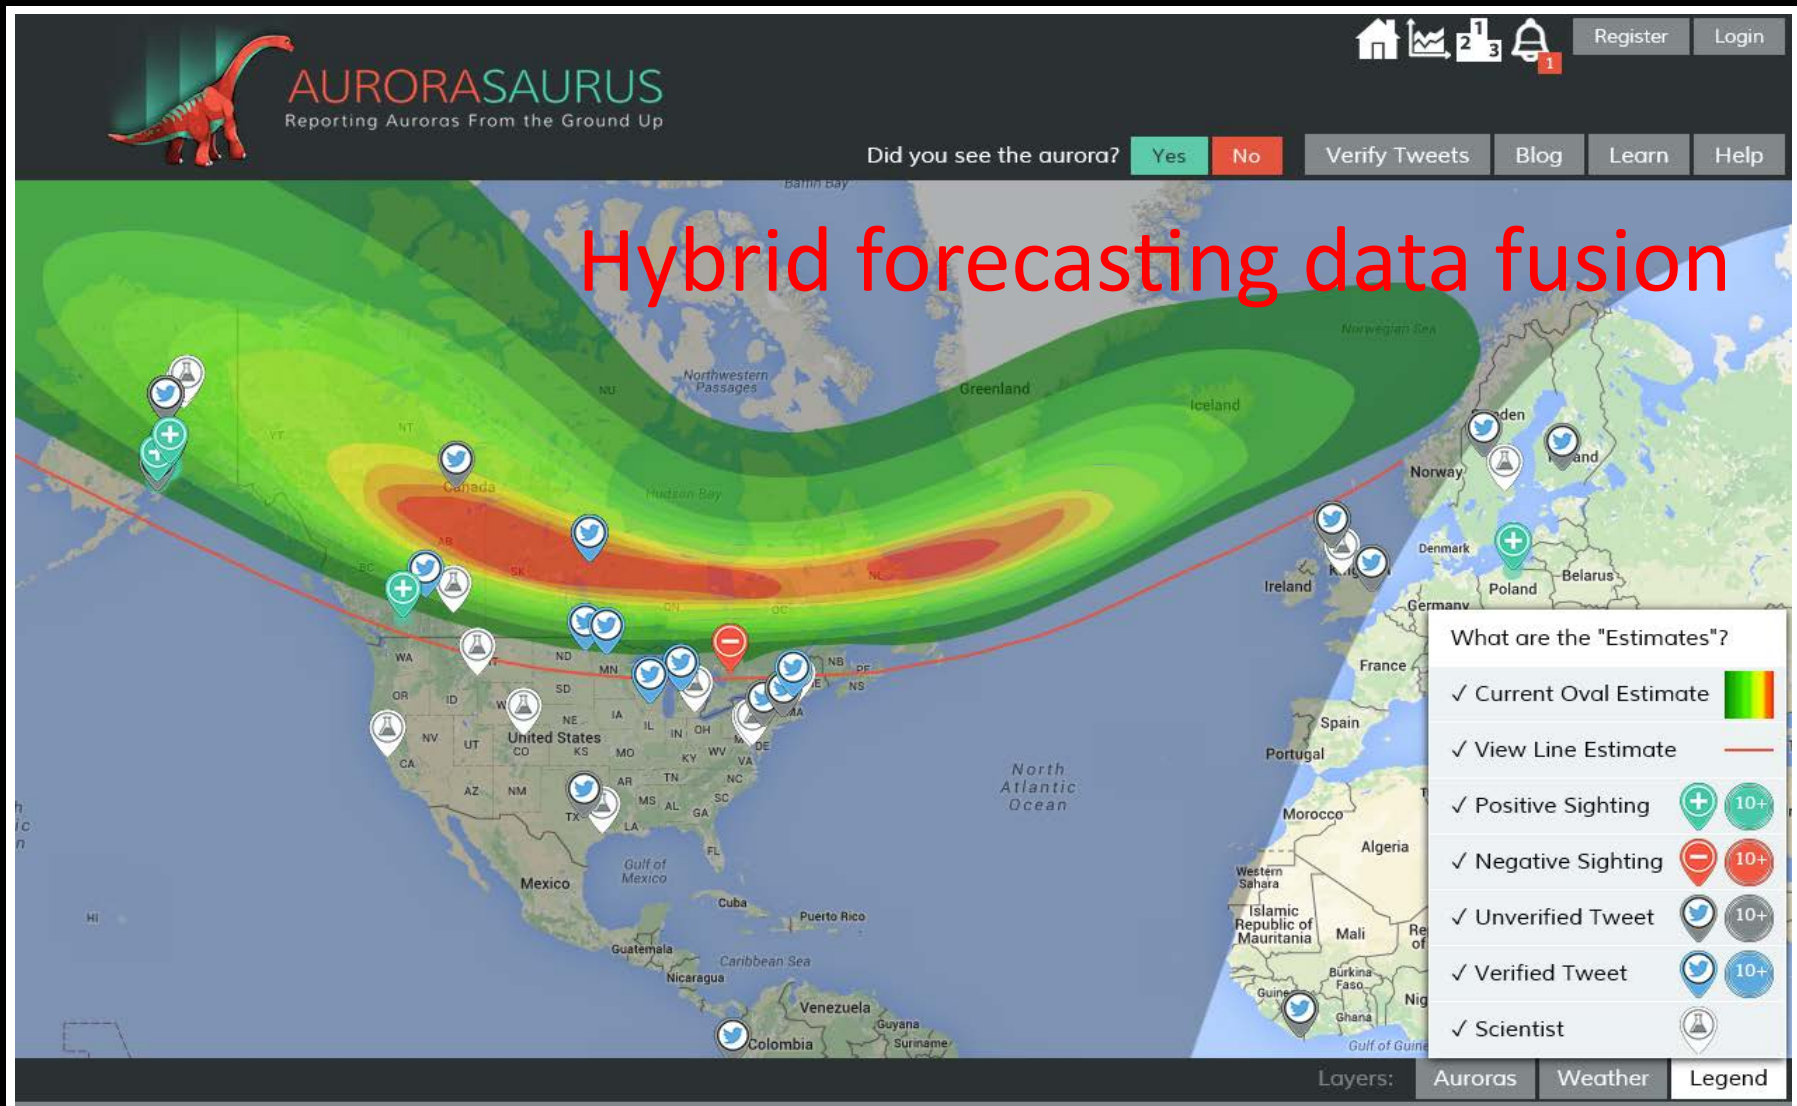 Register
Login
1
2
3
1
AURORASAURUS
Reporting Auroras From the Ground Up
Did you see the aurora?
Yes
No
Verify Tweets
Blog
Learn
Help
Baffin Bay
Hybrid forecasting data fusion
Norwegian Sea
Northwestern
Passages
NU
Greenland
Iceland
YT
NT
Norway
Canada
Hudson Bay
AB
BC
SK
ON
QC
NL
Denmark
Ireland
Poland
Belarus
Germany
France
WA
ND
MN
NB
PE
NS
OR
ID
SD
NE
IA
IL
IN
OH
NV
UT
United States
CO
KS
MO
KY
WV
VA
DE
MA
CA
AZ
NM
AR
TN
NC
MS
AL
SC
GA
TX
LA
FL
Spain
Portugal
North
Atlantic
Ocean
Morocco
Algeria
Gulf of
Mexico
Mexico
Western
Sahara
Cuba
Puerto Rico
HI
Islamic
Republic of
Mauritania
Mali
Guatemala
Caribbean Sea
Nicaragua
Burkina
Faso
Ghana
Venezuela
Guyana
Suriname
Colombia
What are the "Estimates"?
✓ Current Oval Estimate
✓ View Line Estimate
✓ Positive Sighting 10+
✓ Negative Sighting 10+
✓ Unverified Tweet 10+
✓ Verified Tweet 10+
✓ Scientist
Layers:
Auroras
Weather
Legend